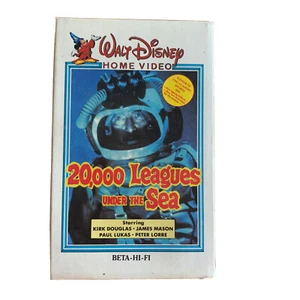 WALT DISNEY
HOME VIDEO
20,000 Leagues
UNDER THE Sea
Starring
KIRK DOUGLAS · JAMES MASON
PAUL LUKAS · PETER LORRE
BETA-HI-FI